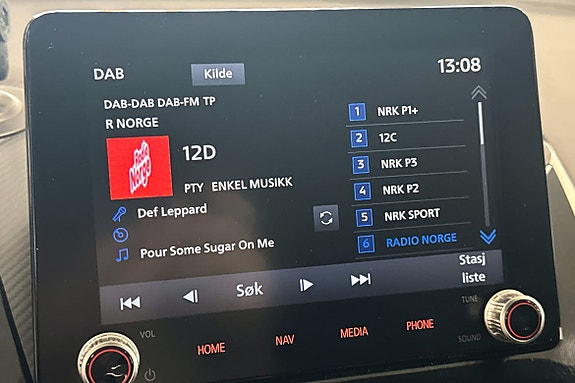 DAB
Kilde
13:08
DAB-DAB DAB-FM TP
R NORGE
Radio
Norge
12D
PTY ENKEL MUSIKK
Def Leppard
Pour Some Sugar On Me
1 NRK P1+
2 12C
3 NRK P3
4 NRK P2
5 NRK SPORT
6 RADIO NORGE
Søk
Stasj
liste
VOL
HOME
NAV
MEDIA
PHONE
TUNE
SOUND